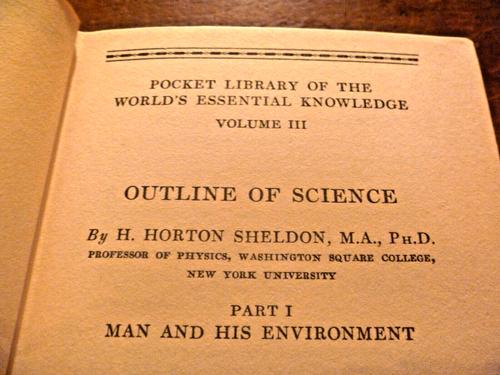 POCKET LIBRARY OF THE
WORLD'S ESSENTIAL KNOWLEDGE
VOLUME III
OUTLINE OF SCIENCE
By H. HORTON SHELDON, M.A., PH.D.
PROFESSOR OF PHYSICS, WASHINGTON SQUARE COLLEGE,
NEW YORK UNIVERSITY
PART I
MAN AND HIS ENVIRONMENT